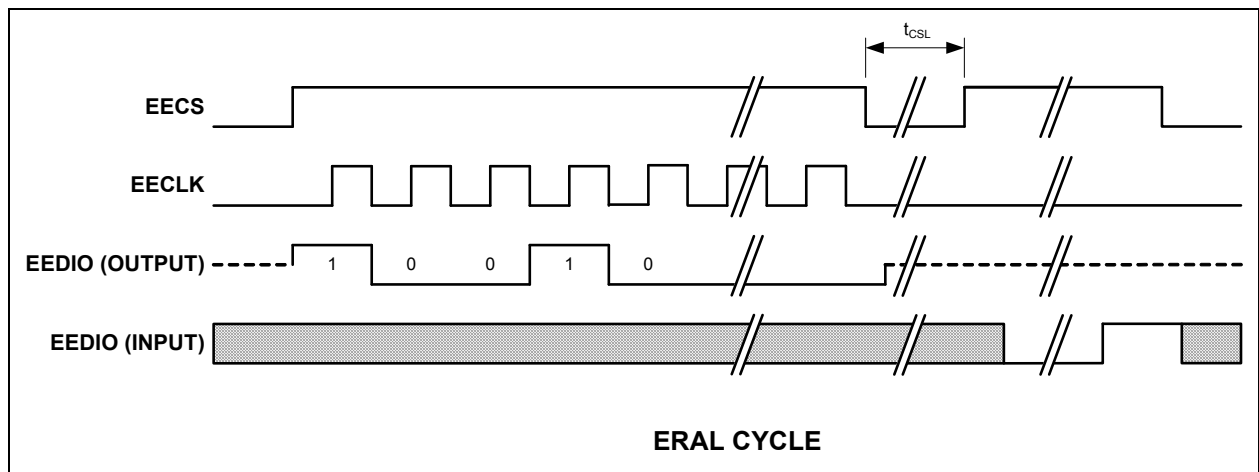 tCSL
EECS
EECLK
EEDIO (OUTPUT)
1 0 0 1 0
EEDIO (INPUT)
ERAL CYCLE